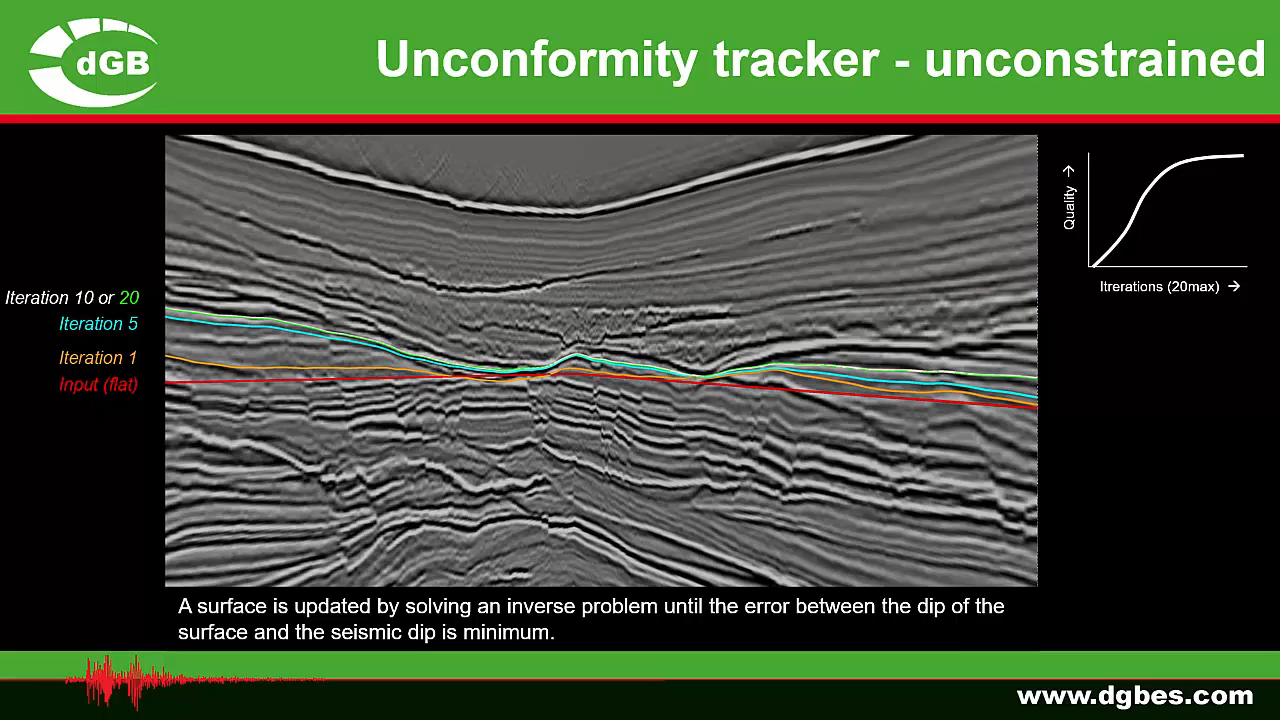 dGB
Unconformity tracker - unconstrained
Quality →
Itrerations (20max) →
Iteration 10 or 20
Iteration 5
Iteration 1
Input (flat)
A surface is updated by solving an inverse problem until the error between the dip of the
surface and the seismic dip is minimum.
www.dgbes.com